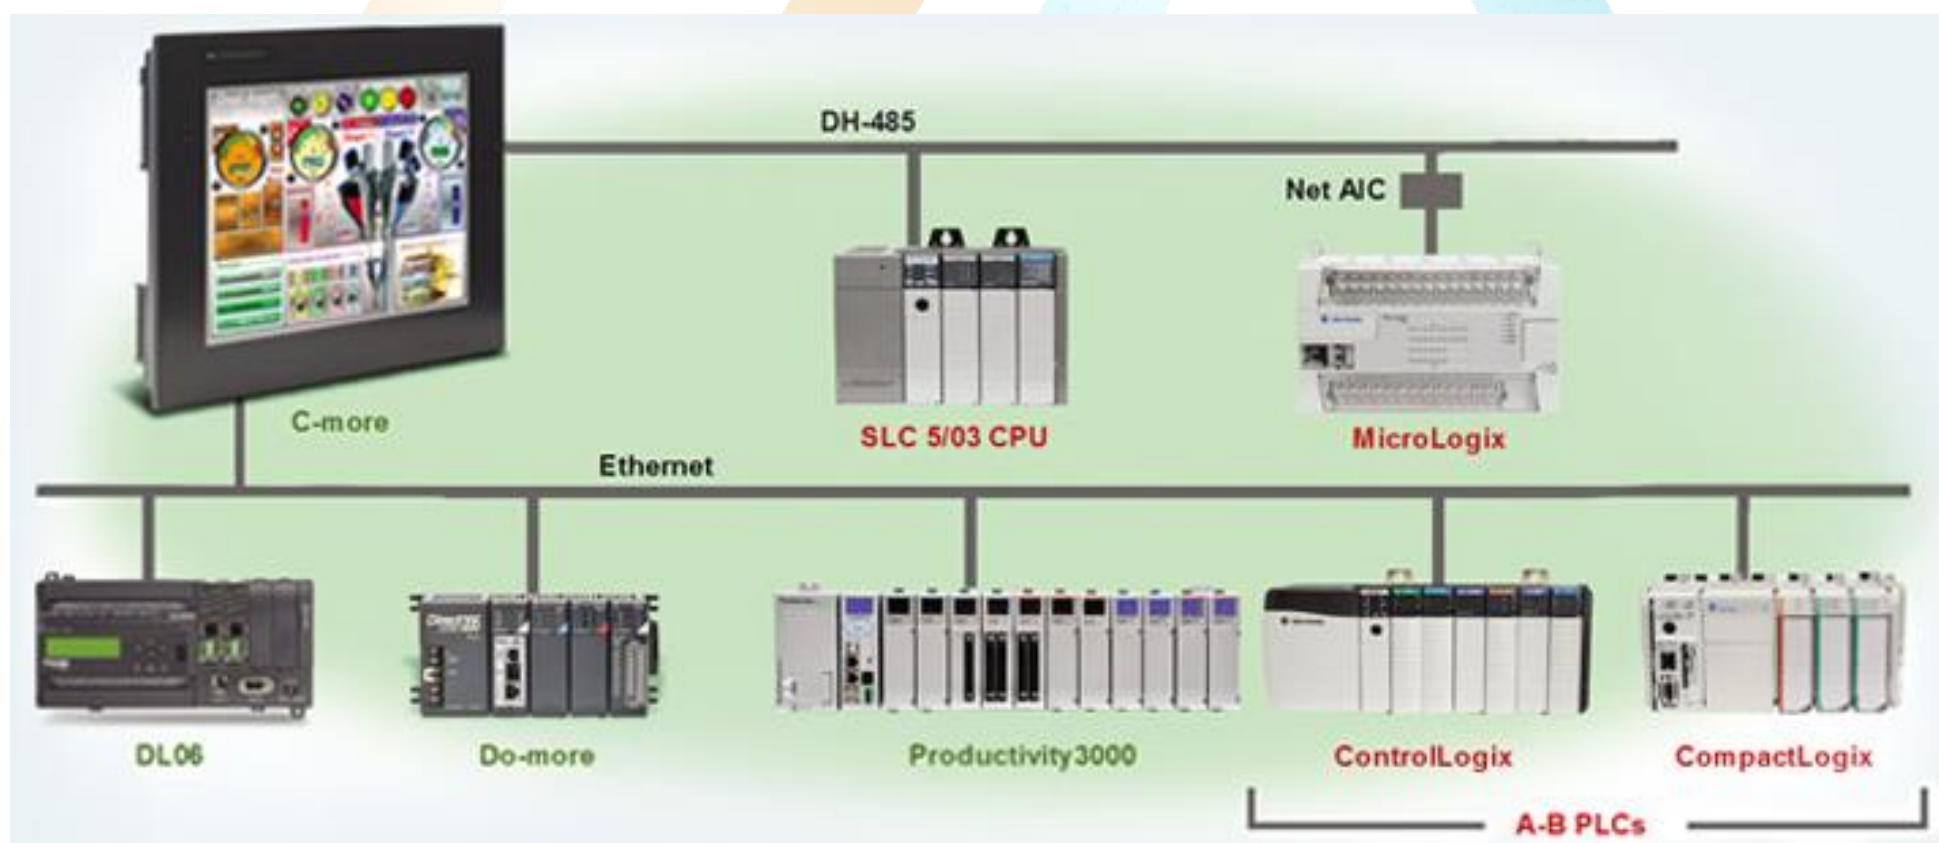 DH-485
Net AIC
C-more
SLC 5/03 CPU
MicroLogix
Ethernet
DL06
Do-more
Productivity3000
ControlLogix
CompactLogix
A-B PLCs